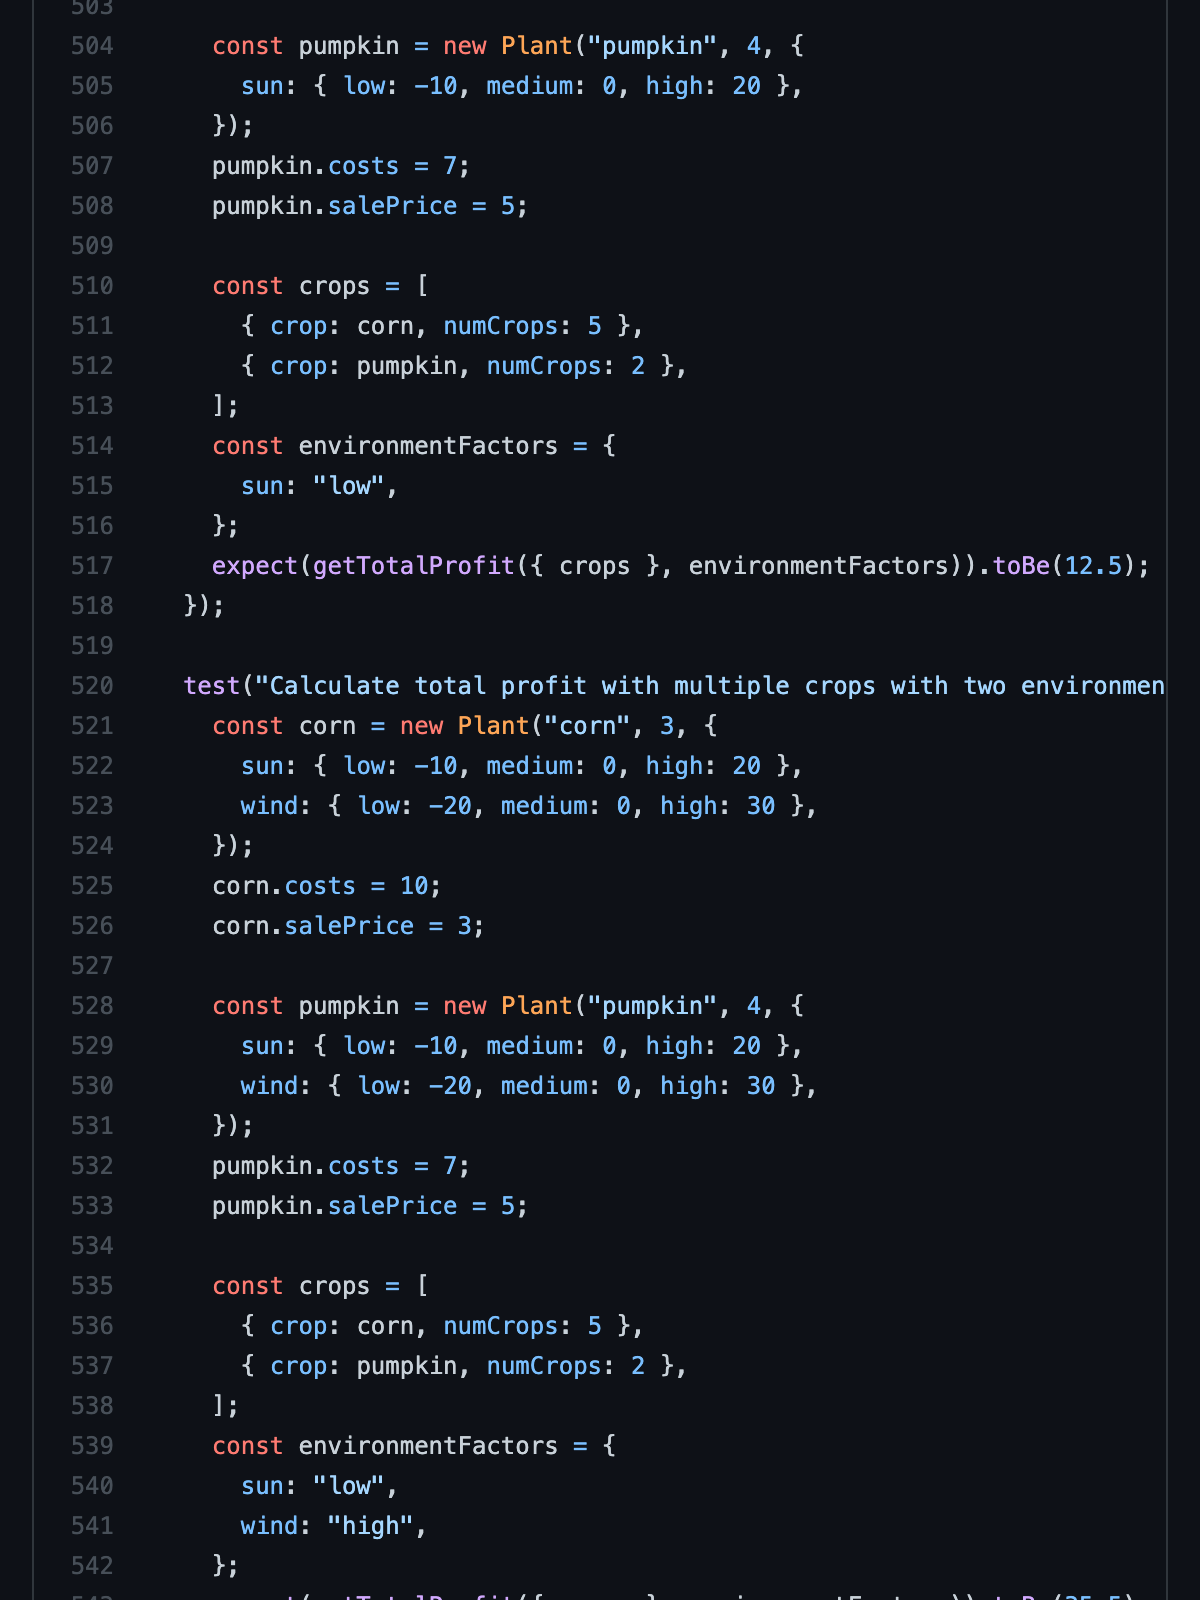 503
504 const pumpkin = new Plant("pumpkin", 4, {
505 sun: { low: -10, medium: 0, high: 20 },
506 });
507 pumpkin.costs = 7;
508 pumpkin.salePrice = 5;
509
510 const crops = [
511 { crop: corn, numCrops: 5 },
512 { crop: pumpkin, numCrops: 2 },
513 ];
514 const environmentFactors = {
515 sun: "low",
516 };
517 expect(getTotalProfit({ crops }, environmentFactors)).toBe(12.5);
518 });
519
520 test("Calculate total profit with multiple crops with two environmen
521 const corn = new Plant("corn", 3, {
522 sun: { low: -10, medium: 0, high: 20 },
523 wind: { low: -20, medium: 0, high: 30 },
524 });
525 corn.costs = 10;
526 corn.salePrice = 3;
527
528 const pumpkin = new Plant("pumpkin", 4, {
529 sun: { low: -10, medium: 0, high: 20 },
530 wind: { low: -20, medium: 0, high: 30 },
531 });
532 pumpkin.costs = 7;
533 pumpkin.salePrice = 5;
534
535 const crops = [
536 { crop: corn, numCrops: 5 },
537 { crop: pumpkin, numCrops: 2 },
538 ];
539 const environmentFactors = {
540 sun: "low",
541 wind: "high",
542 };